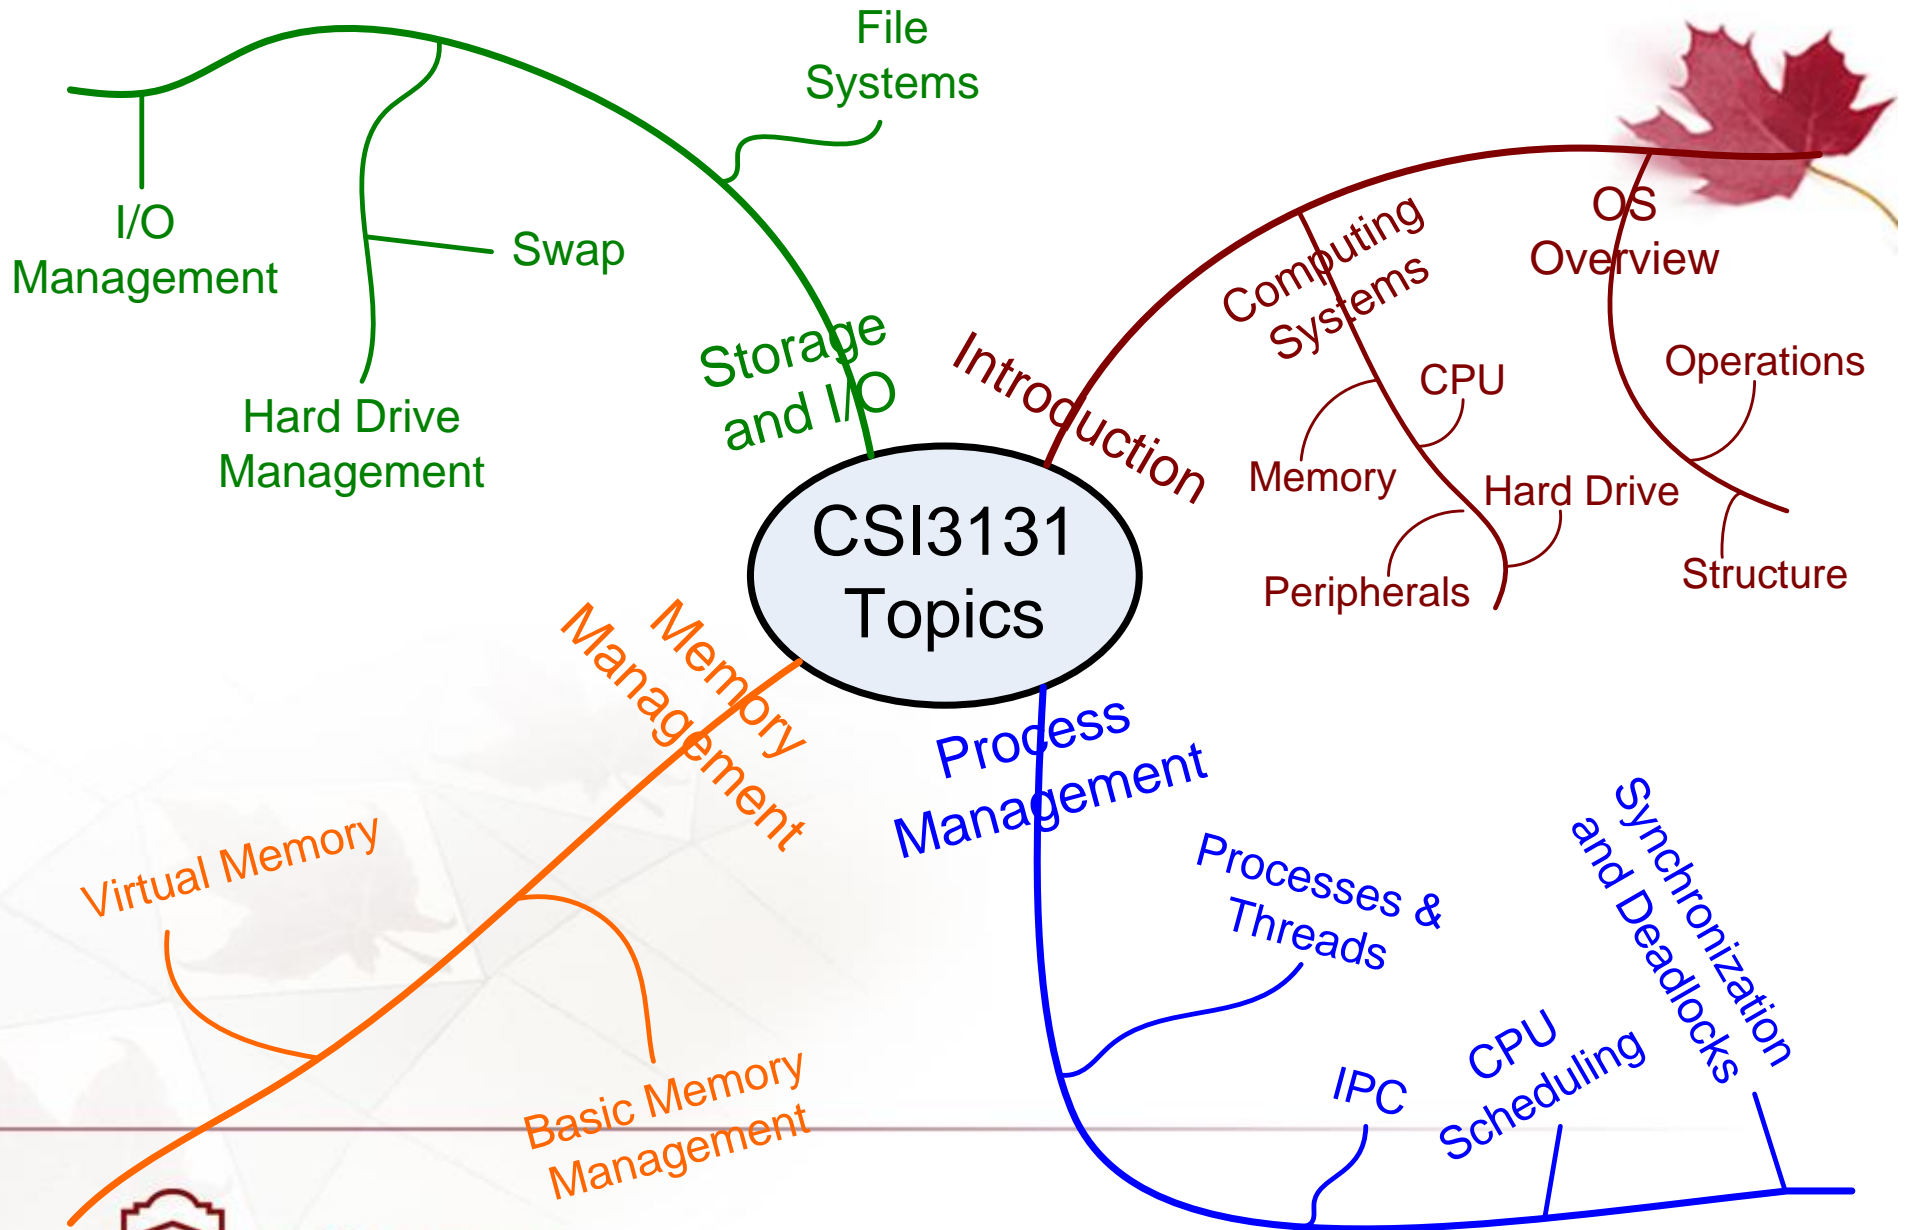 File
Systems
I/O
Management
Swap
Hard Drive
Management
Storage
and I/O
Introduction
Computing
Systems
OS
Overview
CPU
Memory
Hard Drive
Peripherals
Operations
Structure
CSI3131
Topics
Memory
Management
Virtual Memory
Basic Memory
Management
Process
Management
Processes &
Threads
IPC
CPU
Scheduling
Synchronization
and Deadlocks